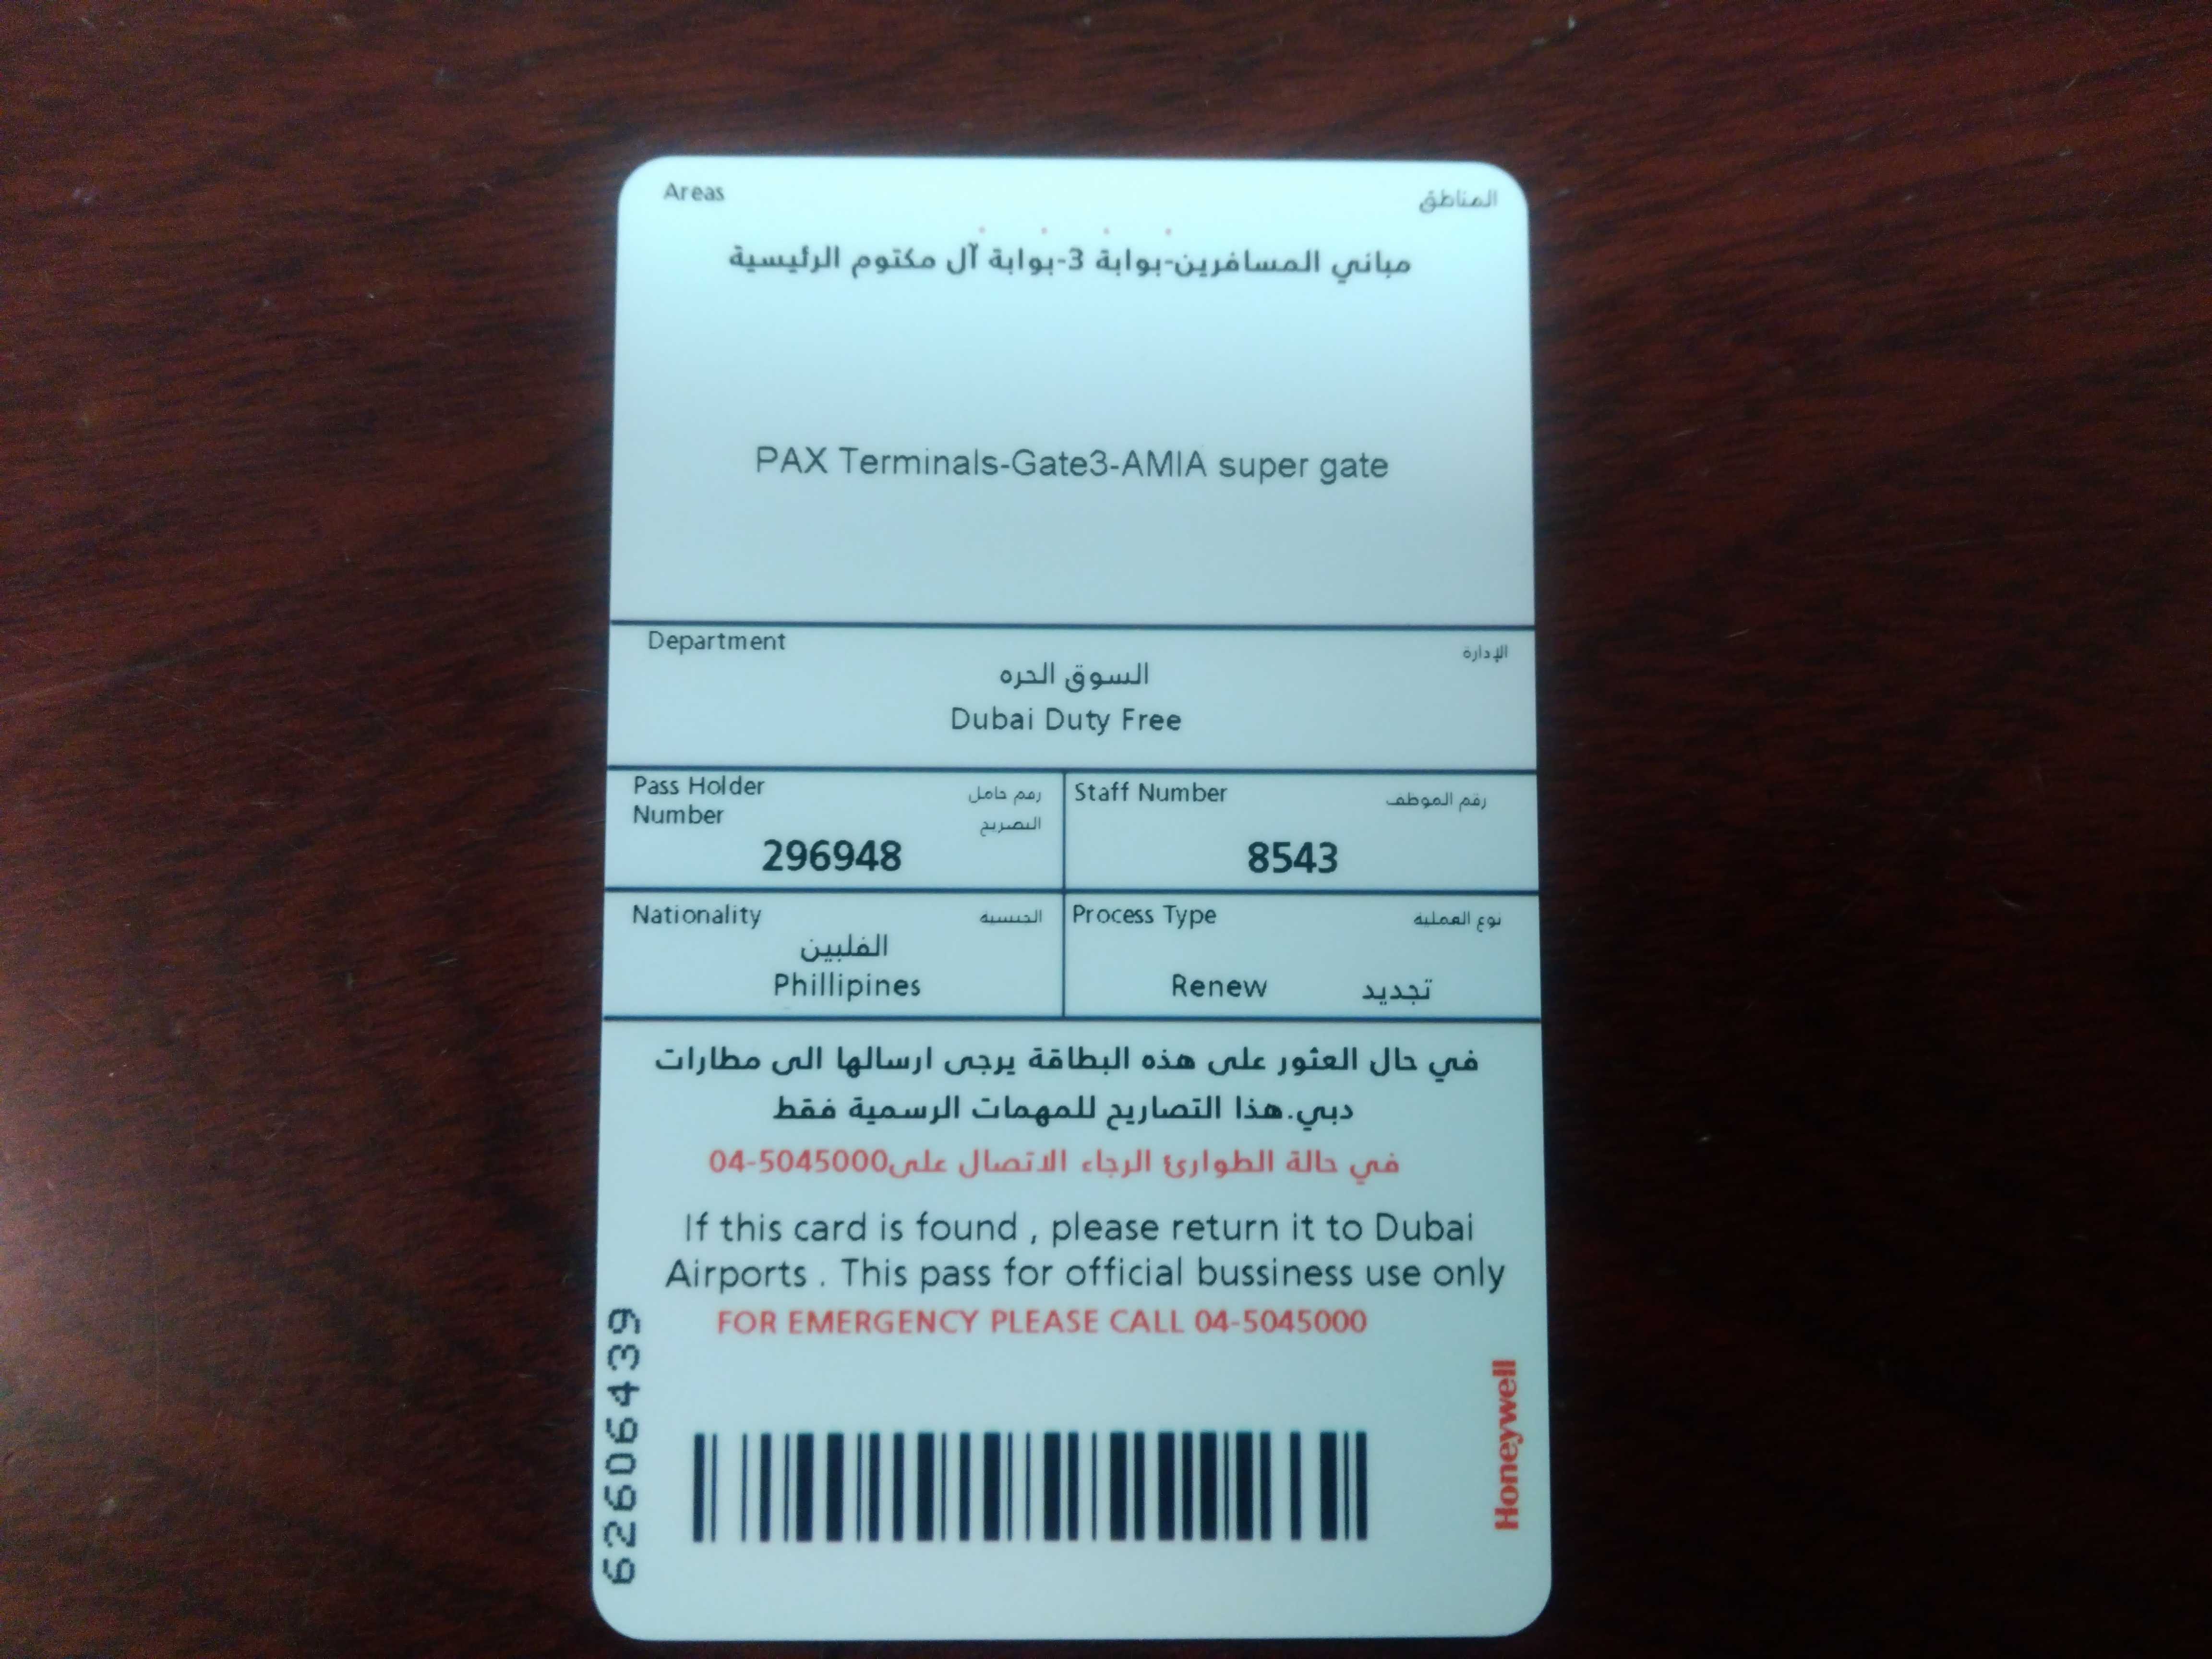 Areas
المناطق
مباني المسافرين-بوابة 3-بوابة آل مكتوم الرئيسية
PAX Terminals-Gate3-AMIA super gate
Department
الإدارة
السوق الحره
Dubai Duty Free
Pass Holder
Number
رقم حامل
التصريح
296948
Staff Number
رقم الموظف
8543
Nationality
الجنسية
الفلبين
Phillipines
Process Type
نوع العملية
Renew تجديد
في حال العثور على هذه البطاقة يرجى ارسالها الى مطارات
دبي.هذا التصاريح للمهمات الرسمية فقط
في حالة الطوارئ الرجاء الاتصال على04-5045000
If this card is found , please return it to Dubai
Airports . This pass for official bussiness use only
FOR EMERGENCY PLEASE CALL 04-5045000
62606439
Honeywell